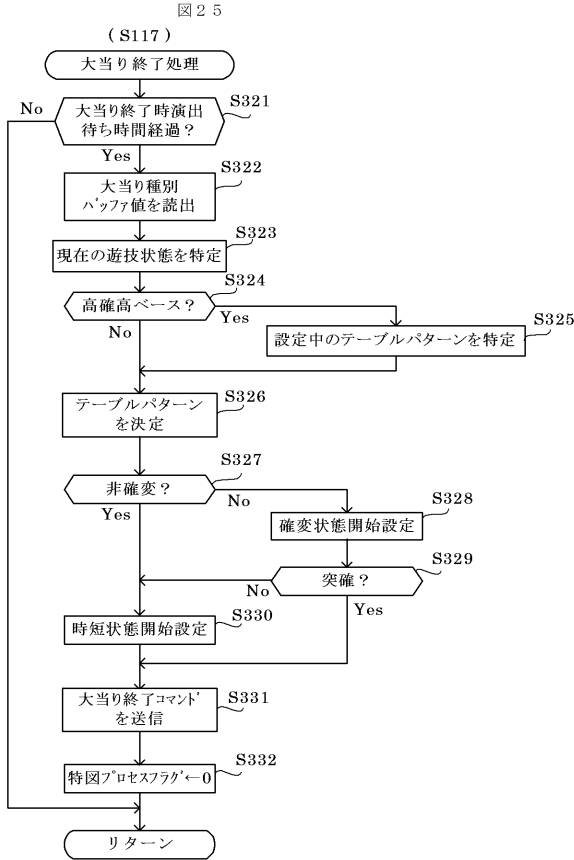 図25
(S117)
大当り終了処理
S321
No
大当り終了時演出
待ち時間経過？
Yes
S322
大当り種別
ﾊﾞｯﾌｧ値を読出
S323
現在の遊技状態を特定
S324
高確高ベース？
Yes
No
S325
設定中のテーブルパターンを特定
S326
テーブルパターン
を決定
S327
非確変？
No
Yes
S328
確変状態開始設定
S329
突確？
No
Yes
S330
時短状態開始設定
S331
大当り終了ｺﾏﾝﾄﾞ
を送信
S332
特図ﾌﾟﾛｾｽﾌﾗｸﾞ←0
リターン